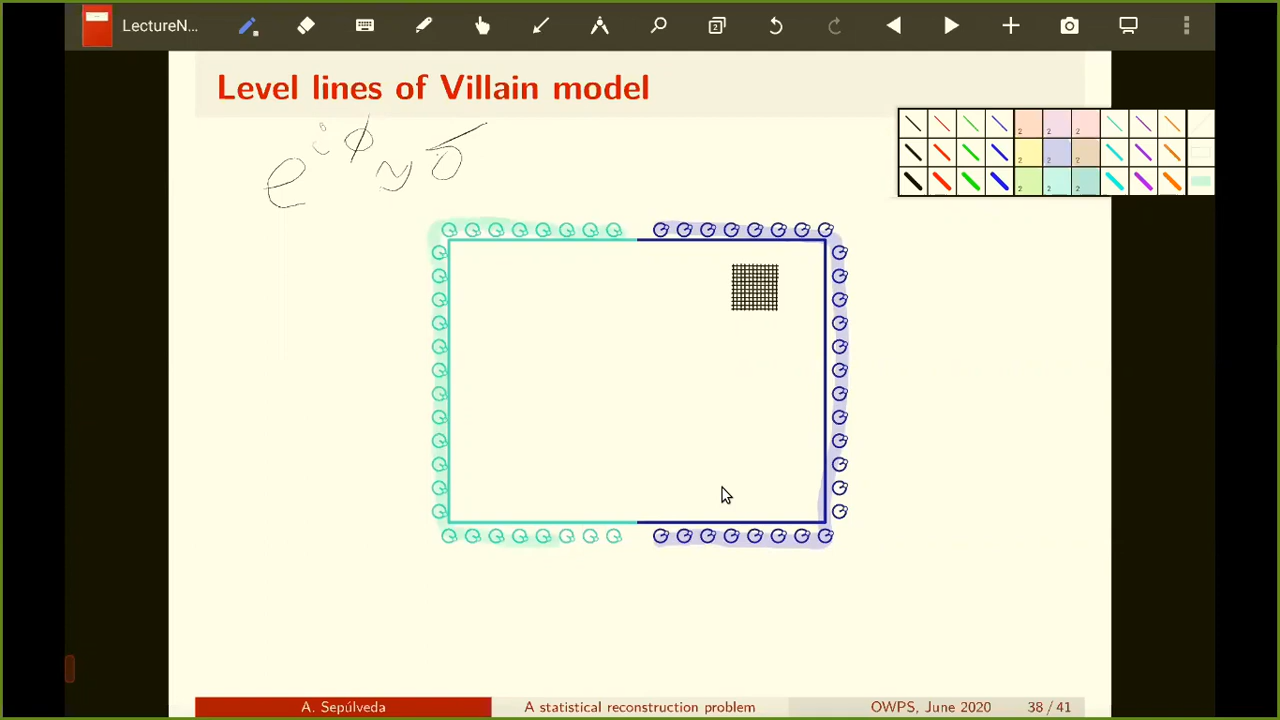 LectureN...
Level lines of Villain model
e^{iϕ} ~ σ
A. Sepúlveda
A statistical reconstruction problem
OWPS, June 2020
38 / 41